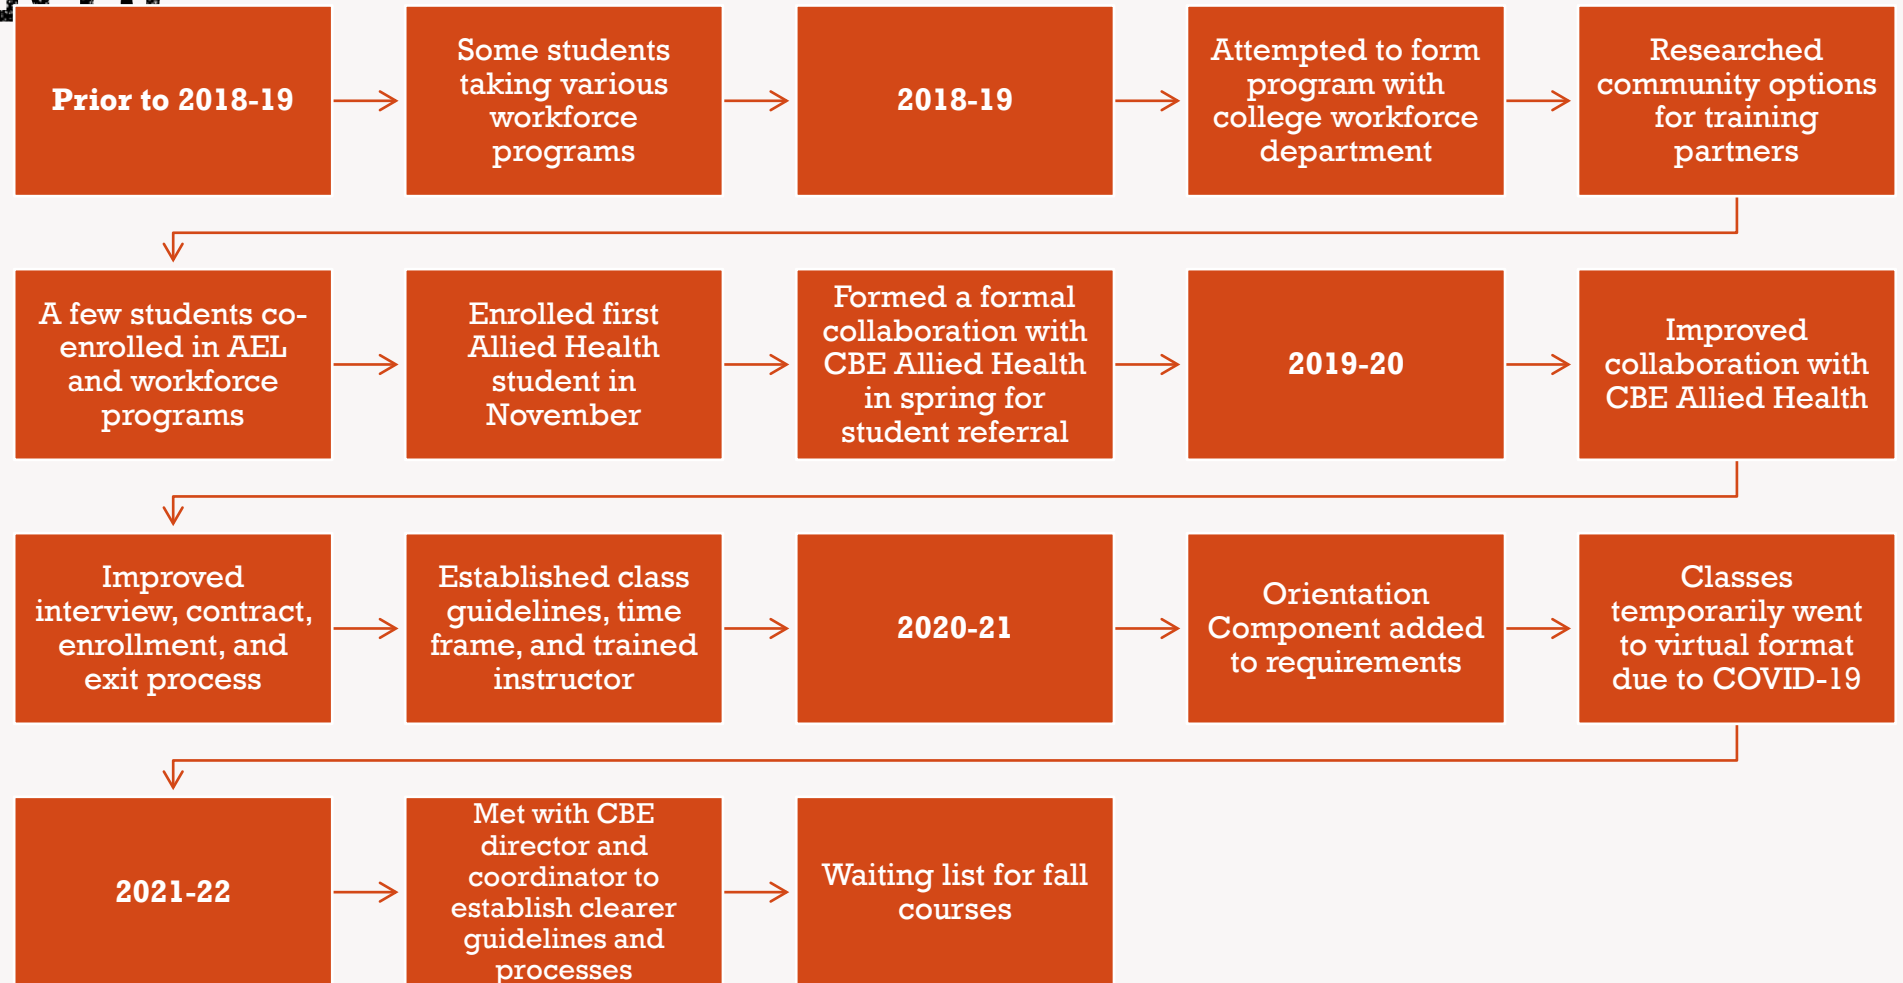 Prior to 2018-19
Some students
taking various
workforce
programs
2018-19
Attempted to form
program with
college workforce
department
Researched
community options
for training
partners
A few students co-
enrolled in AEL
and workforce
programs
Enrolled first
Allied Health
student in
November
Formed a formal
collaboration with
CBE Allied Health
in spring for
student referral
2019-20
Improved
collaboration with
CBE Allied Health
Improved
interview, contract,
enrollment, and
exit process
Established class
guidelines, time
frame, and trained
instructor
2020-21
Orientation
Component added
to requirements
Classes
temporarily went
to virtual format
due to COVID-19
2021-22
Met with CBE
director and
coordinator to
establish clearer
guidelines and
processes
Waiting list for fall
courses